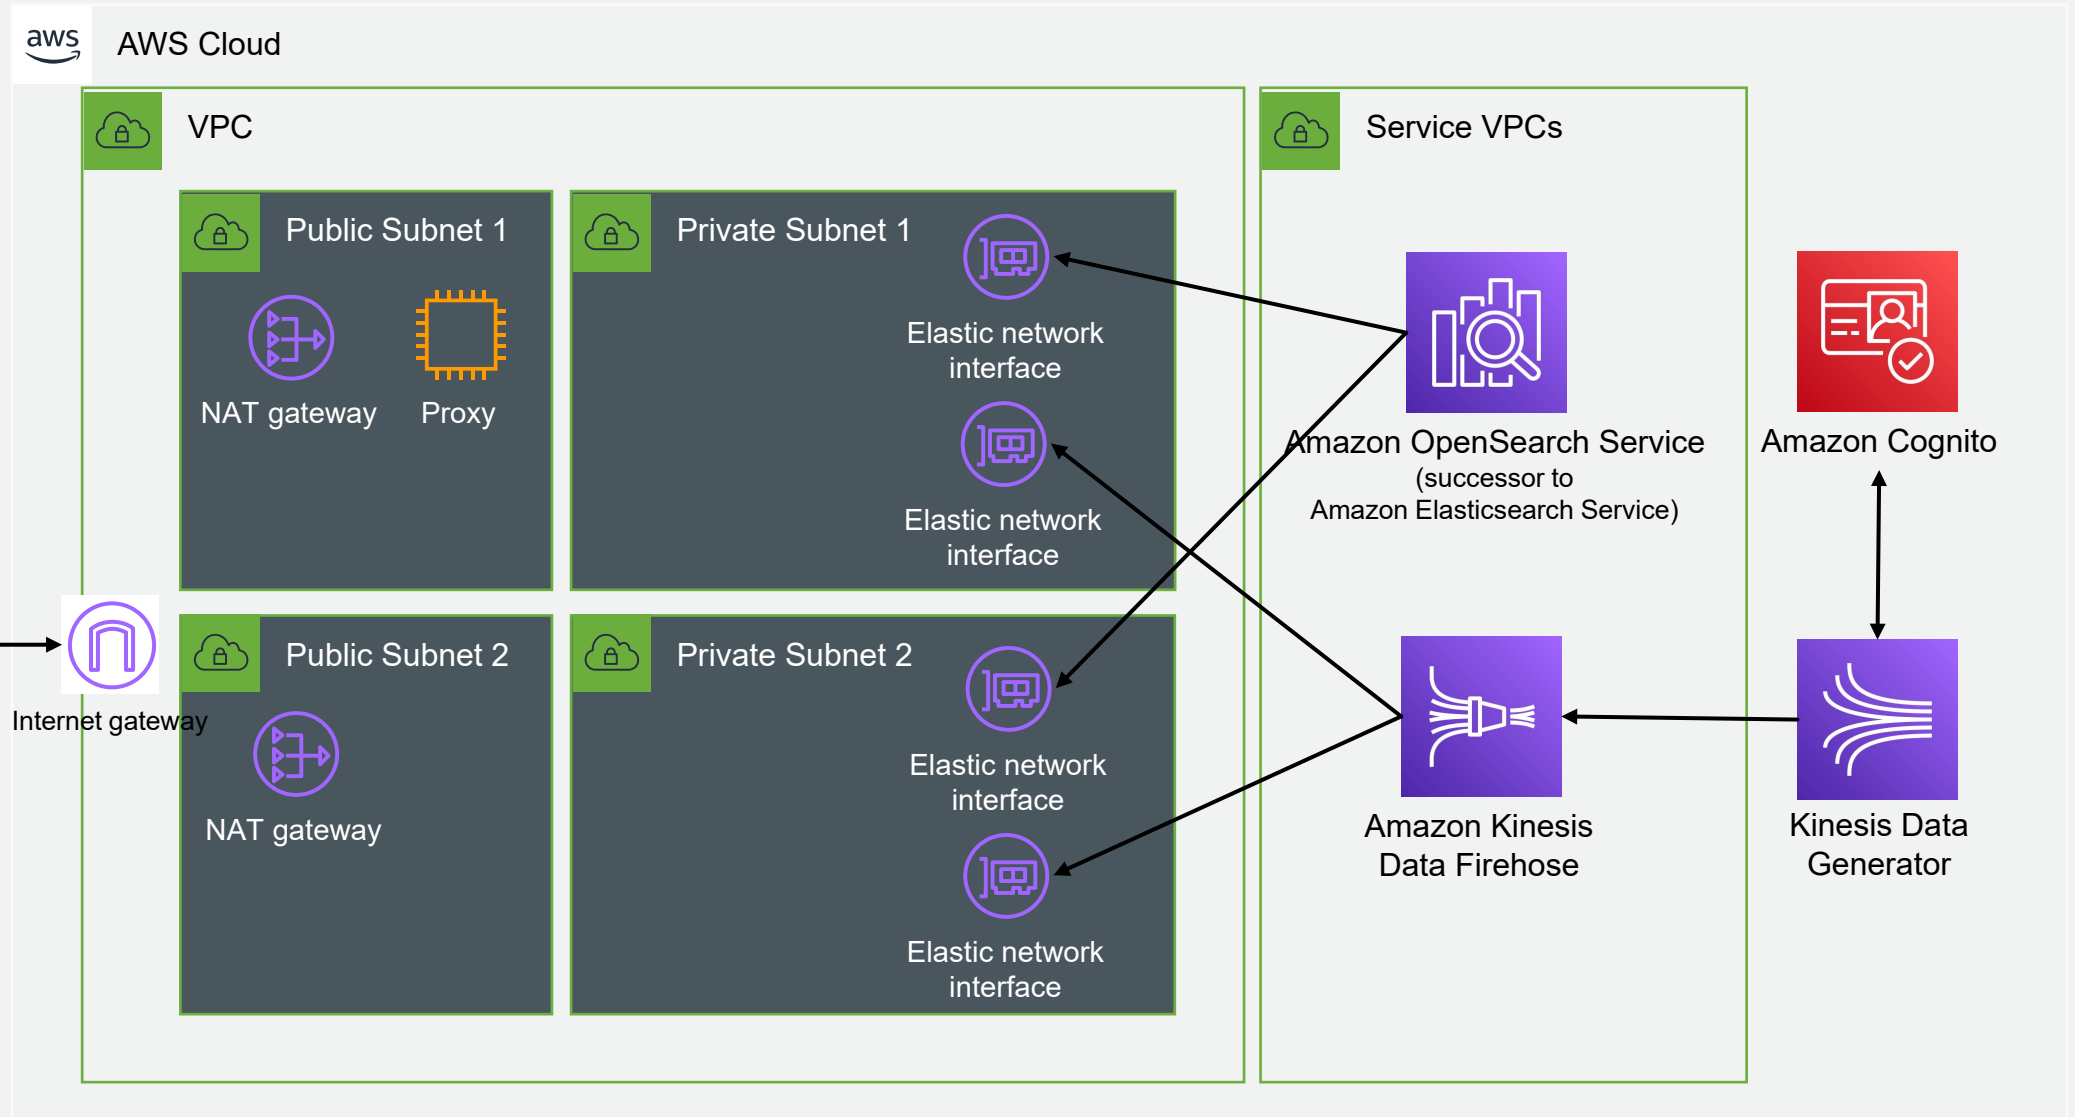 aws
AWS Cloud
VPC
Service VPCs
Public Subnet 1
Private Subnet 1
NAT gateway
Proxy
Elastic network
interface
Elastic network
interface
Amazon OpenSearch Service
(successor to
Amazon Elasticsearch Service)
Amazon Cognito
Internet gateway
Public Subnet 2
Private Subnet 2
NAT gateway
Elastic network
interface
Elastic network
interface
Amazon Kinesis
Data Firehose
Kinesis Data
Generator